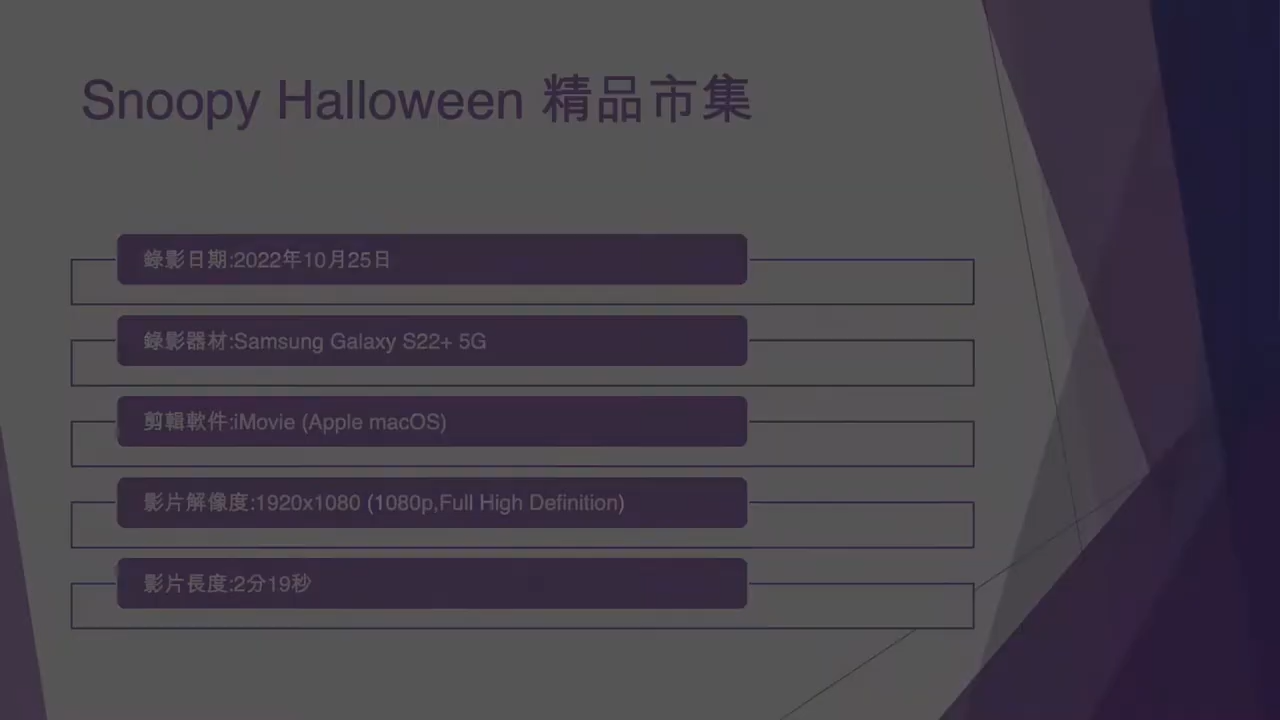 Snoopy Halloween 精品市集
錄影日期:2022年10月25日
錄影器材:Samsung Galaxy S22+ 5G
剪輯軟件:iMovie (Apple macOS)
影片解像度:1920x1080 (1080p,Full High Definition)
影片長度:2分19秒